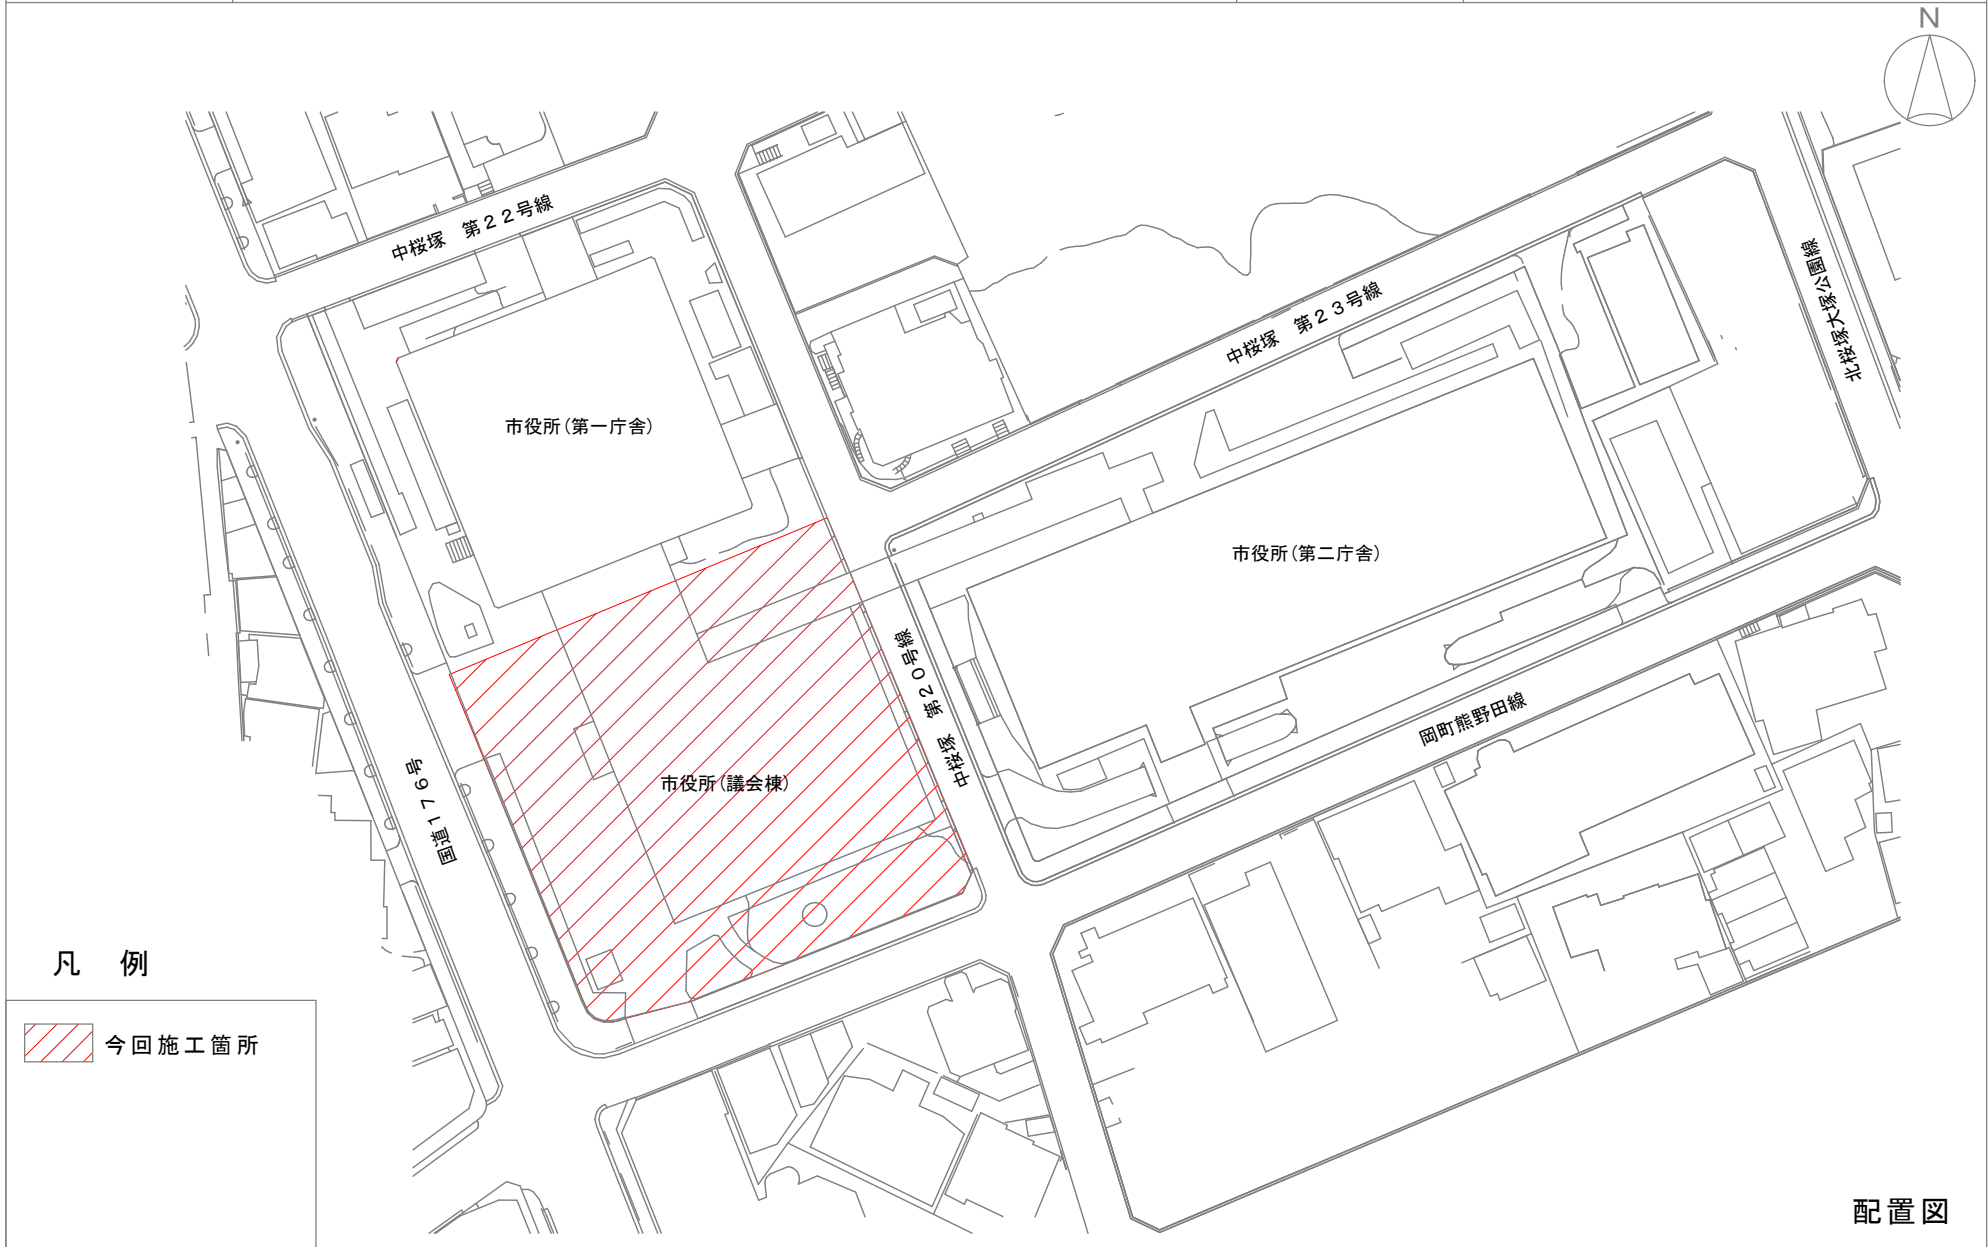 N
中桜塚　第２２号線
中桜塚　第２３号線
北桜塚大塚公園線
市役所(第一庁舎)
市役所(第二庁舎)
中桜塚　第２０号線
岡町熊野田線
市役所(議会棟)
国道１７６号
凡　例
今回施工箇所
配置図